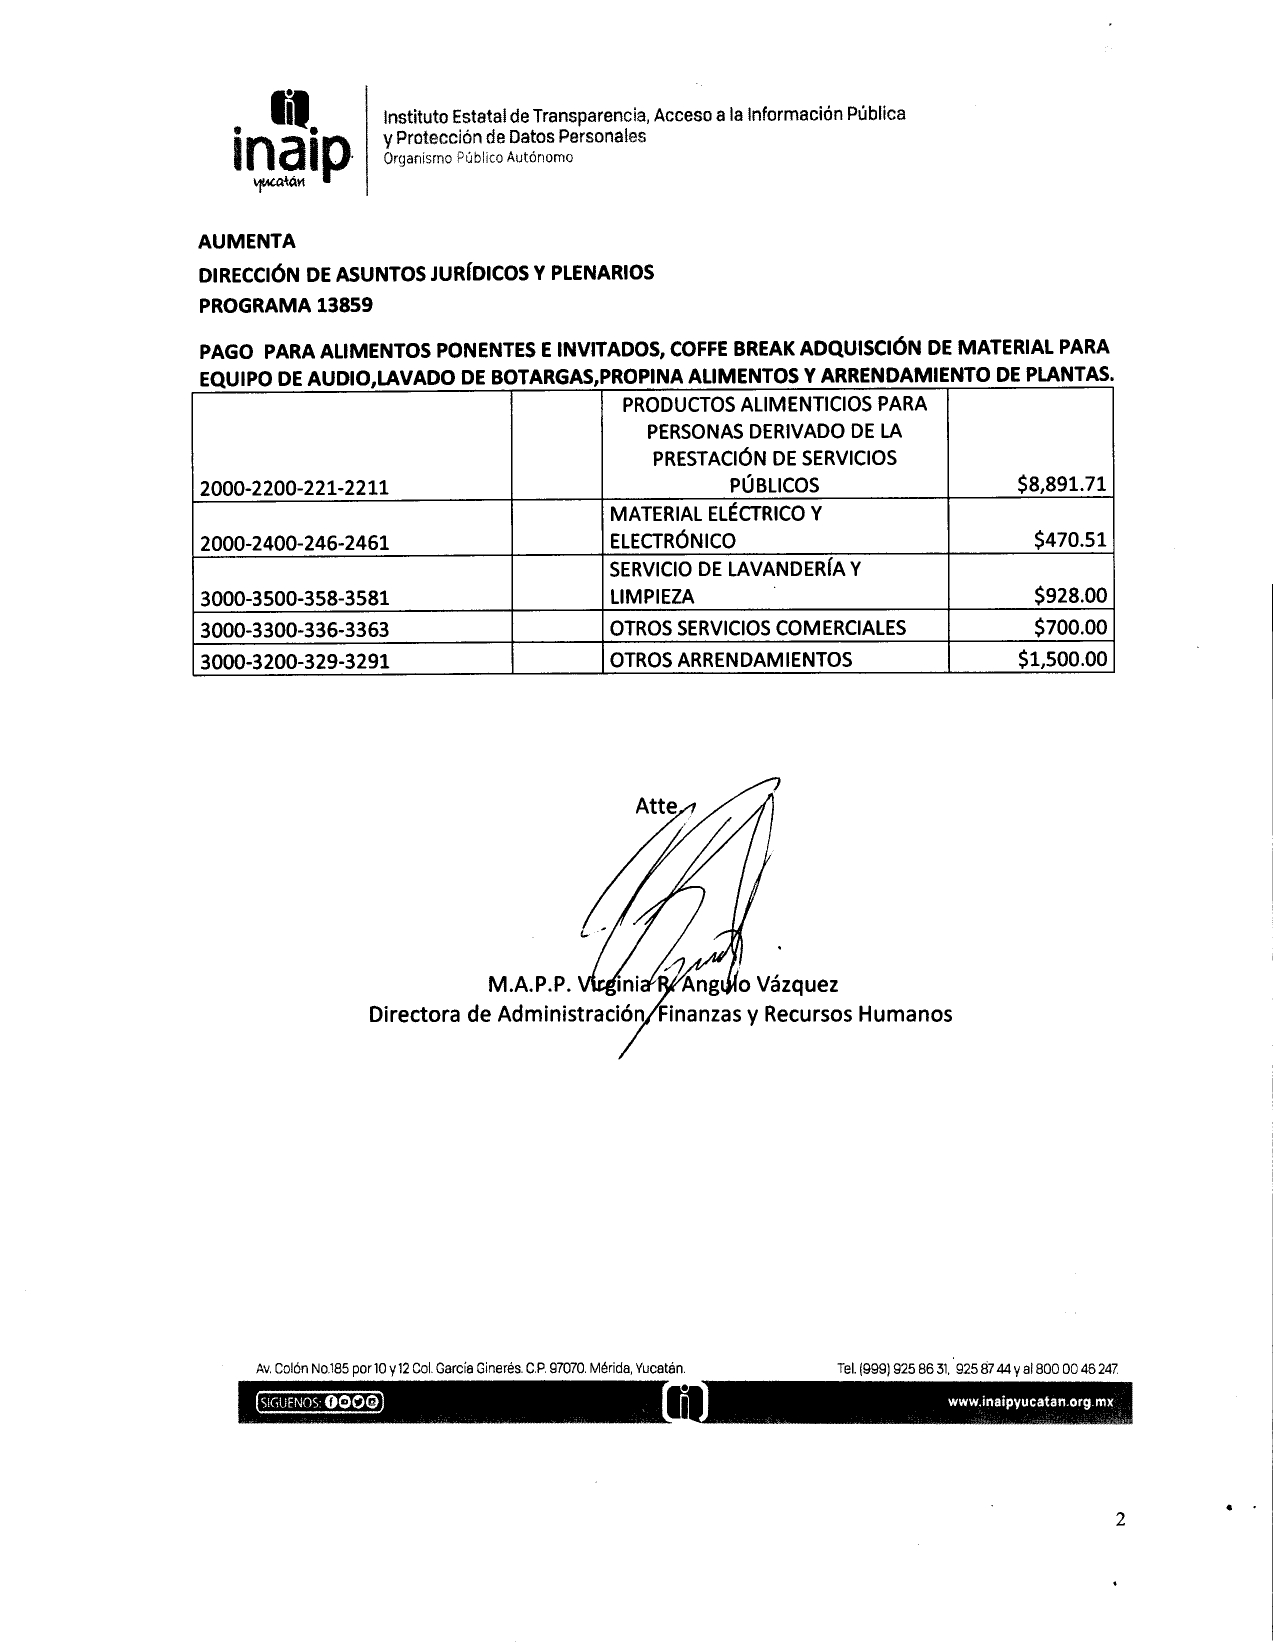 inaip
yucatán
Instituto Estatal de Transparencia, Acceso a la Información Pública
y Protección de Datos Personales
Organismo Público Autónomo
AUMENTA
DIRECCIÓN DE ASUNTOS JURÍDICOS Y PLENARIOS
PROGRAMA 13859
PAGO PARA ALIMENTOS PONENTES E INVITADOS, COFFE BREAK ADQUISCIÓN DE MATERIAL PARA
EQUIPO DE AUDIO,LAVADO DE BOTARGAS,PROPINA ALIMENTOS Y ARRENDAMIENTO DE PLANTAS.
PRODUCTOS ALIMENTICIOS PARA
PERSONAS DERIVADO DE LA
PRESTACIÓN DE SERVICIOS
2000-2200-221-2211 PÚBLICOS $8,891.71
MATERIAL ELÉCTRICO Y
2000-2400-246-2461 ELECTRÓNICO $470.51
SERVICIO DE LAVANDERÍA Y
3000-3500-358-3581 LIMPIEZA $928.00
3000-3300-336-3363 OTROS SERVICIOS COMERCIALES $700.00
3000-3200-329-3291 OTROS ARRENDAMIENTOS $1,500.00
Atte
M.A.P.P. Virginia R. Angulo Vázquez
Directora de Administración, Finanzas y Recursos Humanos
Av. Colón No.185 por 10 y 12 Col. García Ginerés. C.P. 97070. Mérida, Yucatán. Tel. (999) 925 86 31, 925 87 44 y al 800 00 46 247.
SÍGUENOS: www.inaipyucatan.org.mx
2